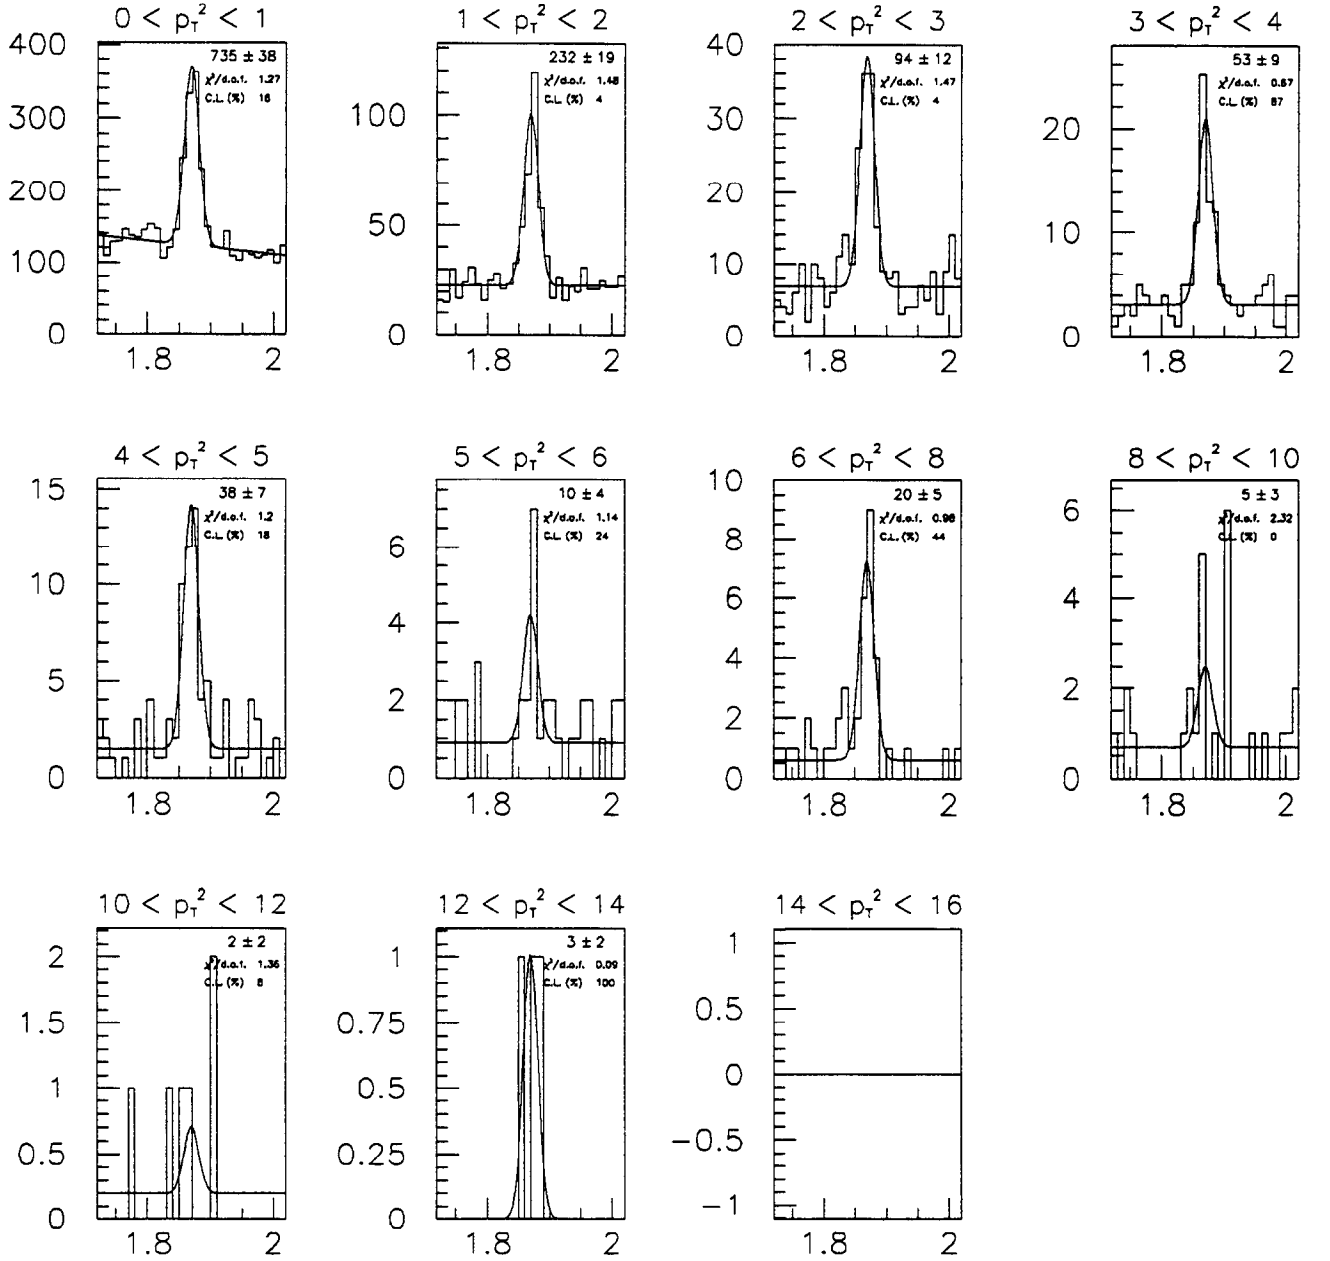 0 < p_T^2 < 1
400
300
200
100
0
735 ± 38
χ²/d.o.f. 1.27
C.L. (%) 16
1.8 2
1 < p_T^2 < 2
100
50
0
232 ± 19
χ²/d.o.f. 1.48
C.L. (%) 4
1.8 2
2 < p_T^2 < 3
40
30
20
10
0
94 ± 12
χ²/d.o.f. 1.47
C.L. (%) 4
1.8 2
3 < p_T^2 < 4
20
10
0
53 ± 9
χ²/d.o.f. 0.67
C.L. (%) 87
1.8 2
4 < p_T^2 < 5
15
10
5
0
38 ± 7
χ²/d.o.f. 1.2
C.L. (%) 18
1.8 2
5 < p_T^2 < 6
6
4
2
0
10 ± 4
χ²/d.o.f. 1.14
C.L. (%) 24
1.8 2
6 < p_T^2 < 8
10
8
6
4
2
0
20 ± 5
χ²/d.o.f. 0.98
C.L. (%) 44
1.8 2
8 < p_T^2 < 10
6
4
2
0
5 ± 3
χ²/d.o.f. 2.32
C.L. (%) 0
1.8 2
10 < p_T^2 < 12
2
1.5
1
0.5
0
2 ± 2
χ²/d.o.f. 1.36
C.L. (%) 8
1.8 2
12 < p_T^2 < 14
1
0.75
0.5
0.25
0
3 ± 2
χ²/d.o.f. 0.09
C.L. (%) 100
1.8 2
14 < p_T^2 < 16
1
0.5
0
−0.5
−1
1.8 2